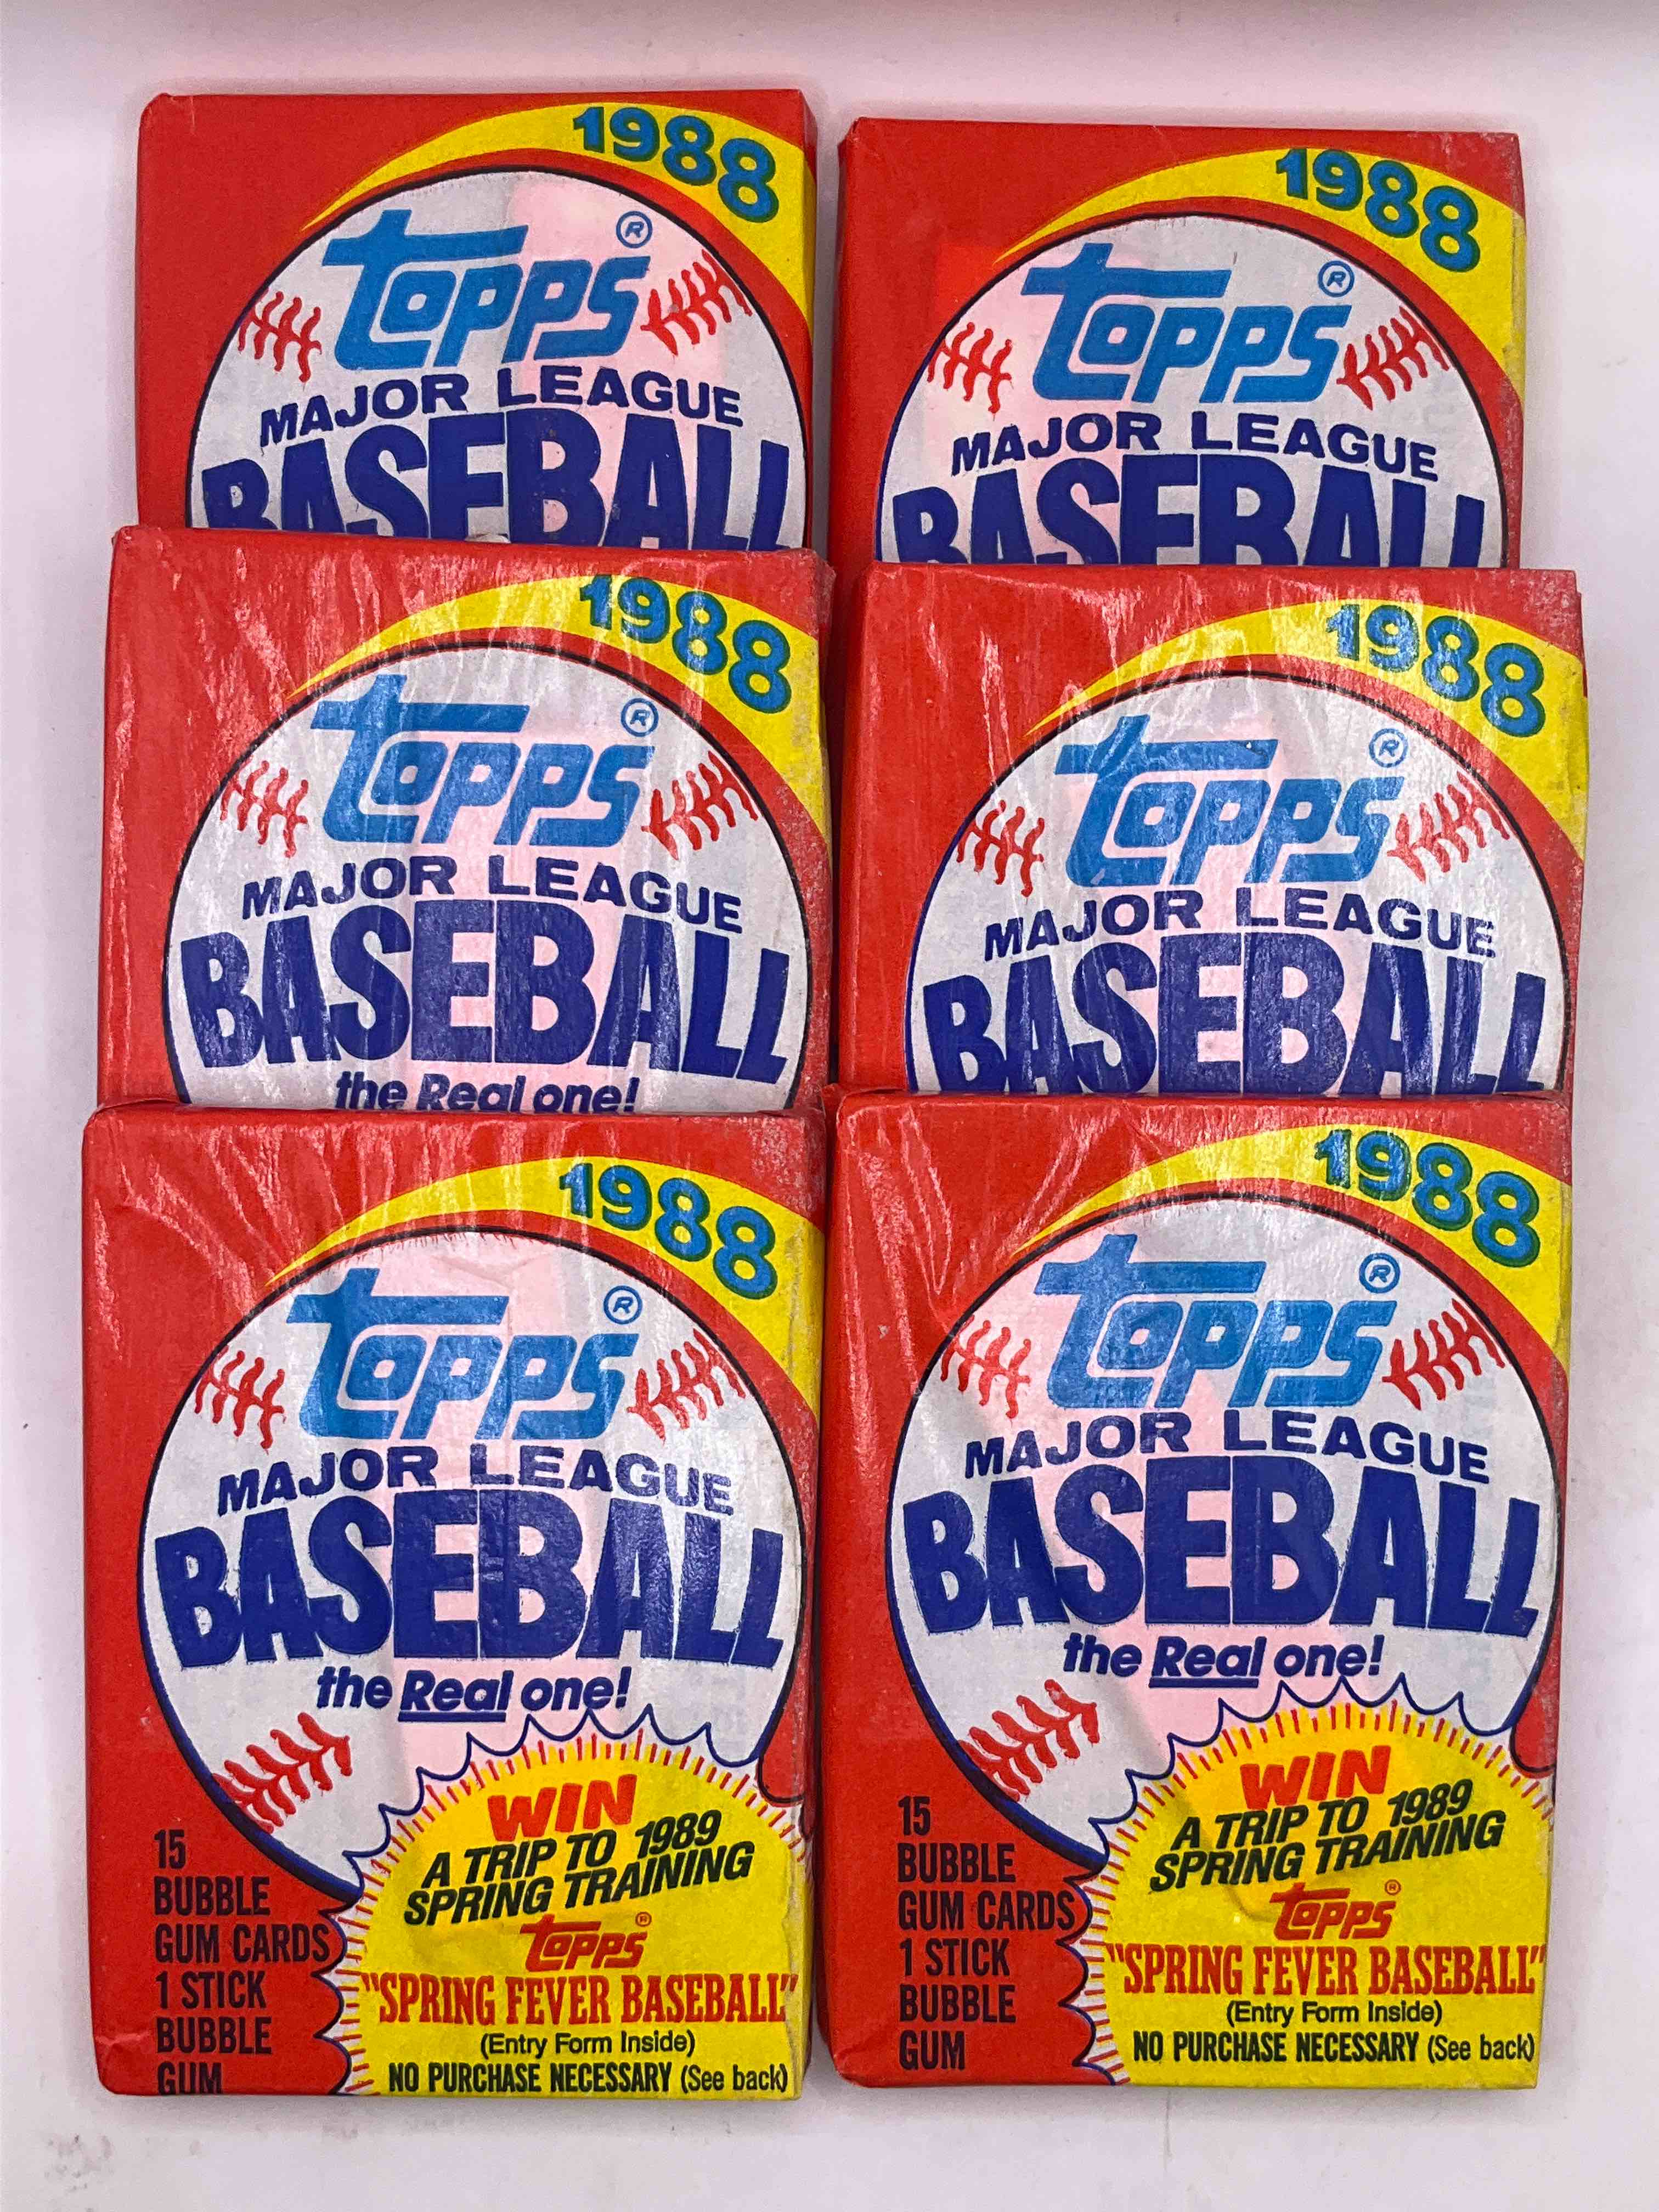 1988
Topps®
MAJOR LEAGUE
BASEBALL
1988
Topps®
MAJOR LEAGUE
BASEBALL
1988
Topps®
MAJOR LEAGUE
BASEBALL
the Real one!
1988
Topps®
MAJOR LEAGUE
BASEBALL
1988
Topps®
MAJOR LEAGUE
BASEBALL
the Real one!
WIN
A TRIP TO 1989
SPRING TRAINING
Topps®
"SPRING FEVER BASEBALL"
(Entry Form Inside)
NO PURCHASE NECESSARY (See back)
15
BUBBLE
GUM CARDS
1 STICK
BUBBLE
GUM
1988
Topps®
MAJOR LEAGUE
BASEBALL
the Real one!
WIN
A TRIP TO 1989
SPRING TRAINING
Topps®
"SPRING FEVER BASEBALL"
(Entry Form Inside)
NO PURCHASE NECESSARY (See back)
15
BUBBLE
GUM CARDS
1 STICK
BUBBLE
GUM